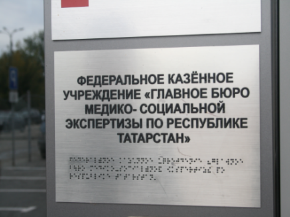 ФЕДЕРАЛЬНОЕ КАЗЁННОЕ
УЧРЕЖДЕНИЕ «ГЛАВНОЕ БЮРО
МЕДИКО- СОЦИАЛЬНОЙ
ЭКСПЕРТИЗЫ ПО РЕСПУБЛИКЕ
ТАТАРСТАН»